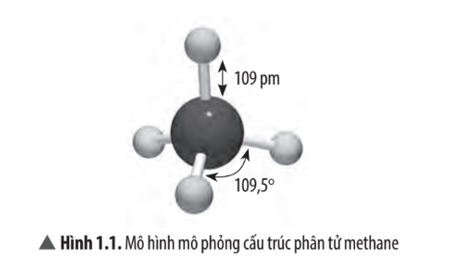 109 pm
109,5°
▲ Hình 1.1. Mô hình mô phỏng cấu trúc phân tử methane